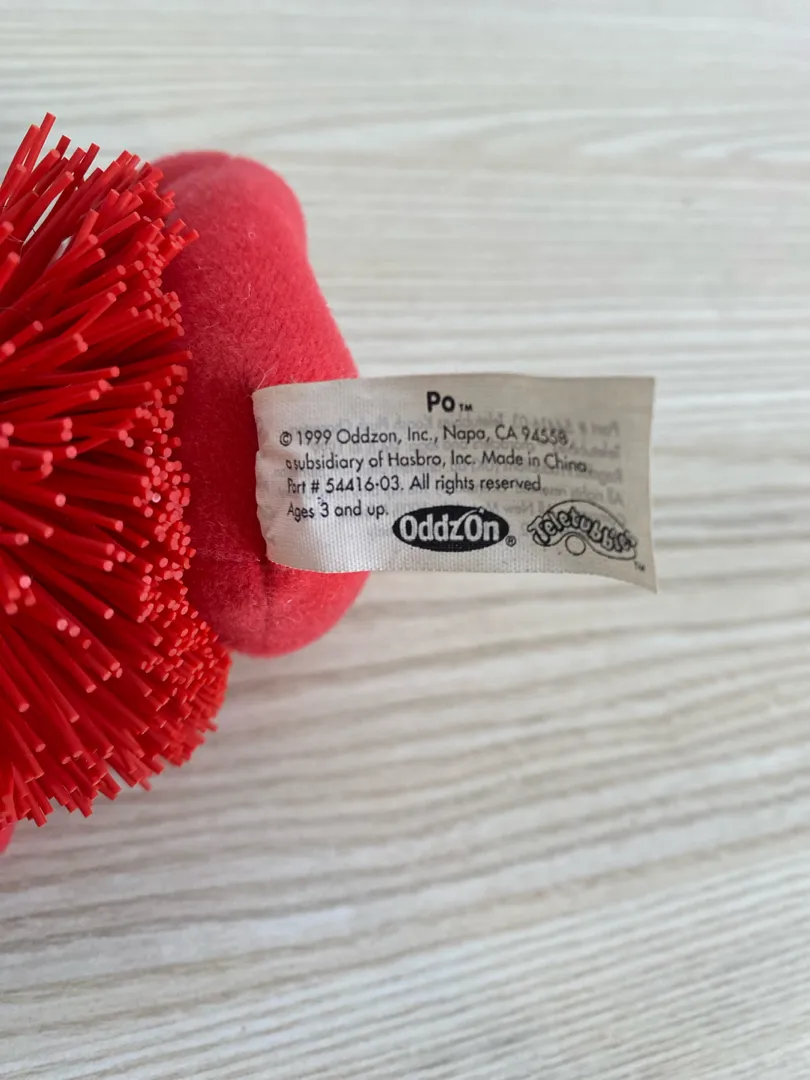 Po™
© 1999 Oddzon, Inc., Napa, CA 94558,
a subsidiary of Hasbro, Inc. Made in China.
Part # 54416-03. All rights reserved.
Ages 3 and up.
OddzOn®
Teletubbies™